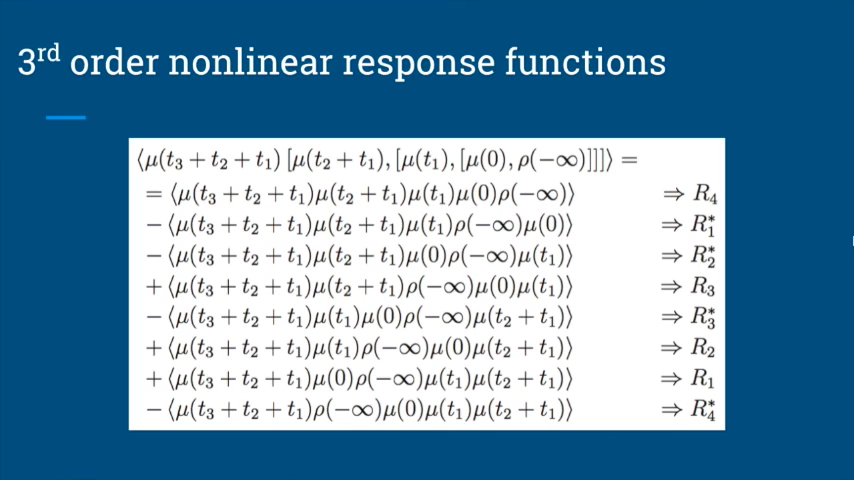 3rd order nonlinear response functions
⟨μ(t₃ + t₂ + t₁) [μ(t₂ + t₁), [μ(t₁), [μ(0), ρ(−∞)]]]⟩ =
= ⟨μ(t₃ + t₂ + t₁)μ(t₂ + t₁)μ(t₁)μ(0)ρ(−∞)⟩ ⇒ R₄
− ⟨μ(t₃ + t₂ + t₁)μ(t₂ + t₁)μ(t₁)ρ(−∞)μ(0)⟩ ⇒ R₁*
− ⟨μ(t₃ + t₂ + t₁)μ(t₂ + t₁)μ(0)ρ(−∞)μ(t₁)⟩ ⇒ R₂*
+ ⟨μ(t₃ + t₂ + t₁)μ(t₂ + t₁)ρ(−∞)μ(0)μ(t₁)⟩ ⇒ R₃
− ⟨μ(t₃ + t₂ + t₁)μ(t₁)μ(0)ρ(−∞)μ(t₂ + t₁)⟩ ⇒ R₃*
+ ⟨μ(t₃ + t₂ + t₁)μ(t₁)ρ(−∞)μ(0)μ(t₂ + t₁)⟩ ⇒ R₂
+ ⟨μ(t₃ + t₂ + t₁)μ(0)ρ(−∞)μ(t₁)μ(t₂ + t₁)⟩ ⇒ R₁
− ⟨μ(t₃ + t₂ + t₁)ρ(−∞)μ(0)μ(t₁)μ(t₂ + t₁)⟩ ⇒ R₄*